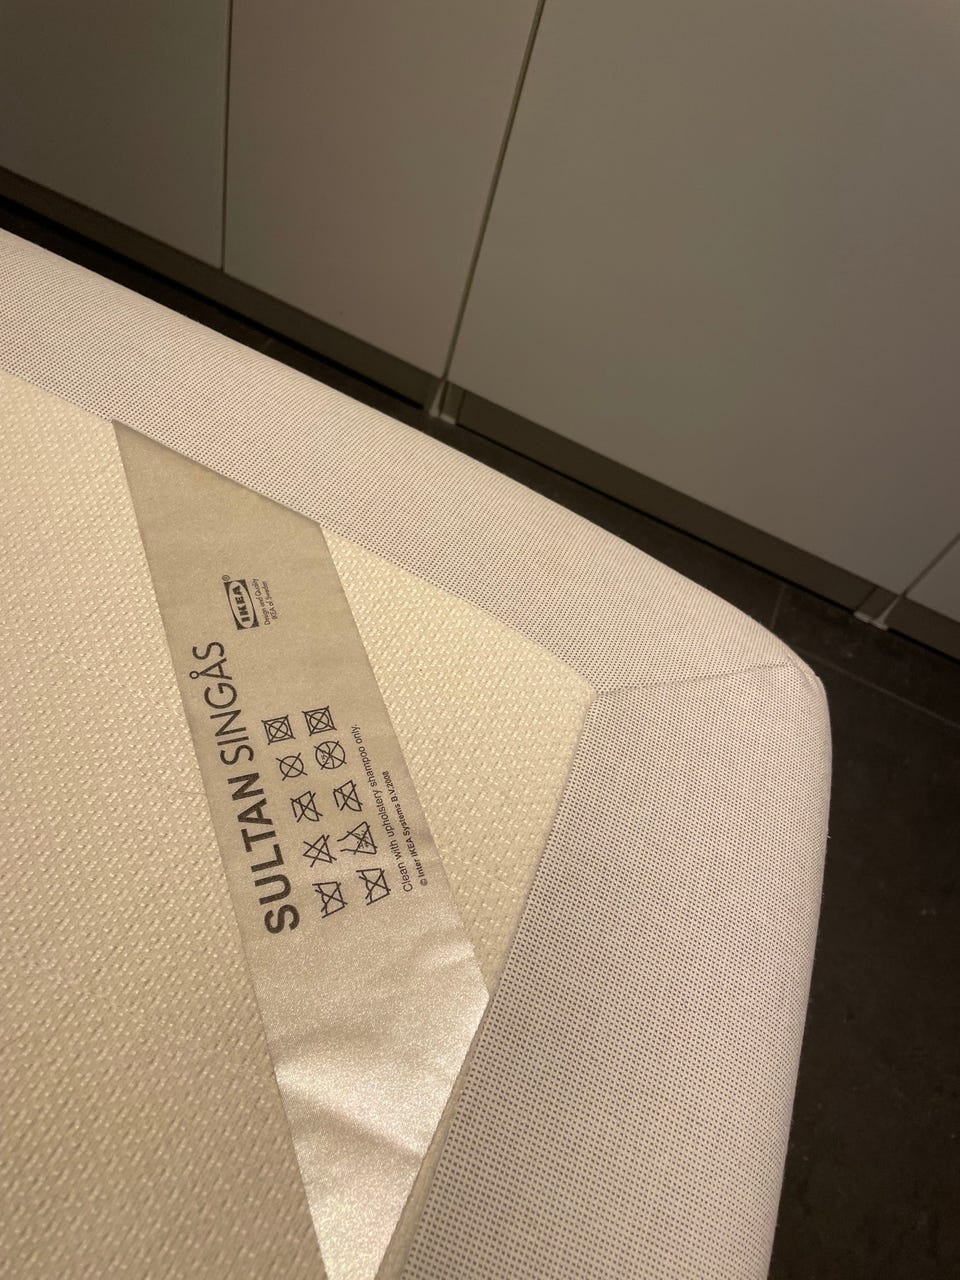 IKEA®
Design and Quality
IKEA of Sweden
SULTAN SINGÅS
Clean with upholstery shampoo only.
© Inter IKEA Systems B.V.2008